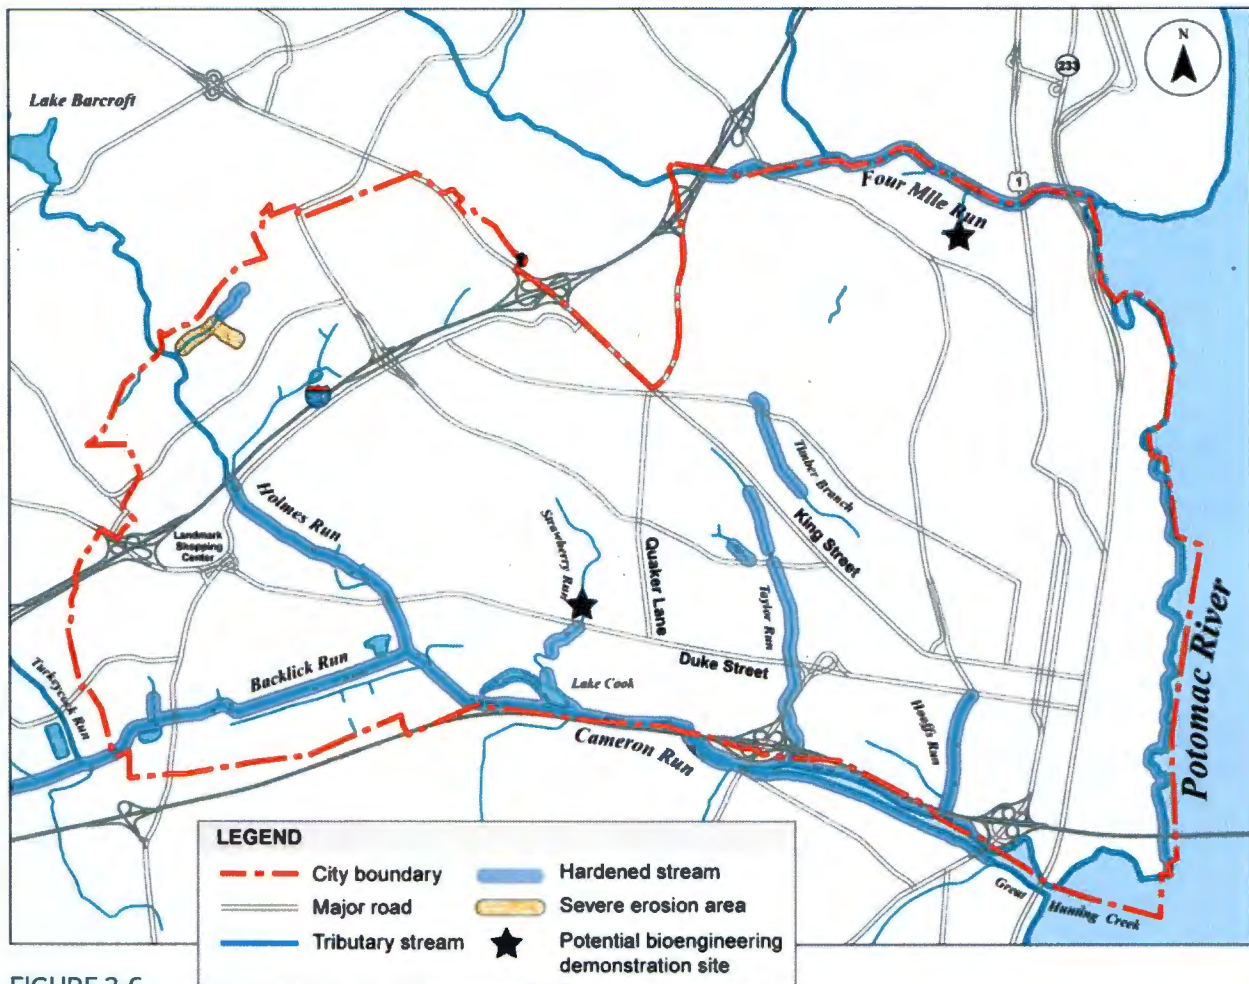 N
233
Lake Barcroft
Four Mile Run
1
Timber Branch
Holmes Run
Landmark
Shopping
Center
Strawberry Run
Quaker Lane
King Street
Taylor Run
Duke Street
Turkeycock Run
Backlick Run
Lake Cook
Hooffs Run
Cameron Run
Potomac River
Great
Hunting Creek
LEGEND
City boundary
Major road
Tributary stream
Hardened stream
Severe erosion area
Potential bioengineering
demonstration site